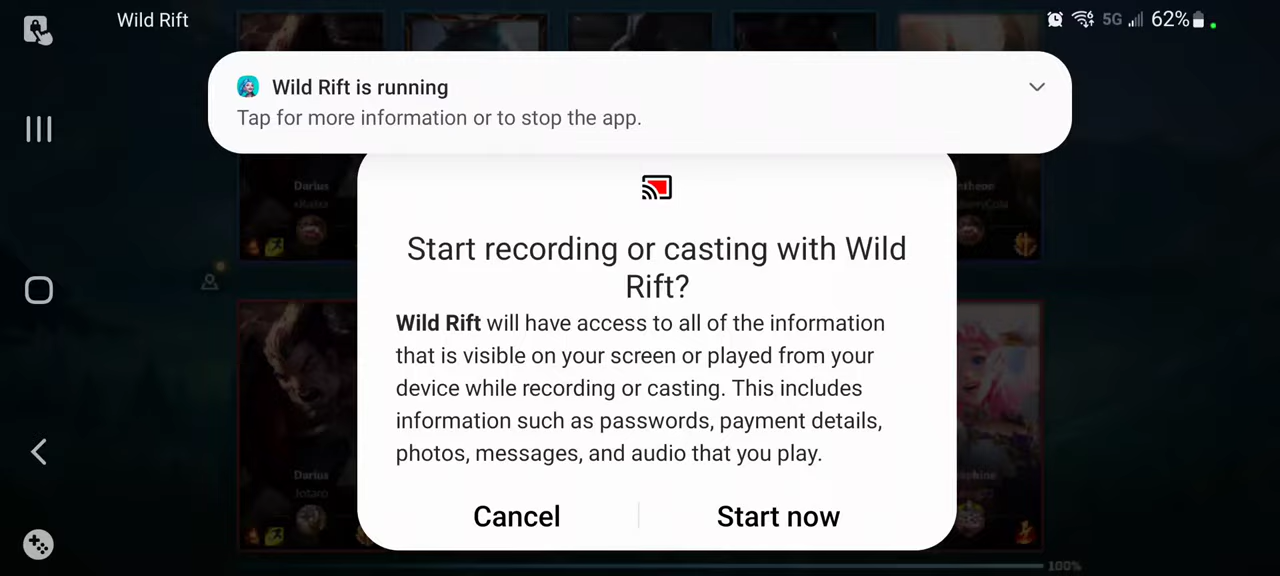 Wild Rift
5G
62%
Wild Rift is running
Tap for more information or to stop the app.
Start recording or casting with Wild
Rift?
Wild Rift will have access to all of the information
that is visible on your screen or played from your
device while recording or casting. This includes
information such as passwords, payment details,
photos, messages, and audio that you play.
Cancel
Start now
Darius
Darius
Jotaro
100%